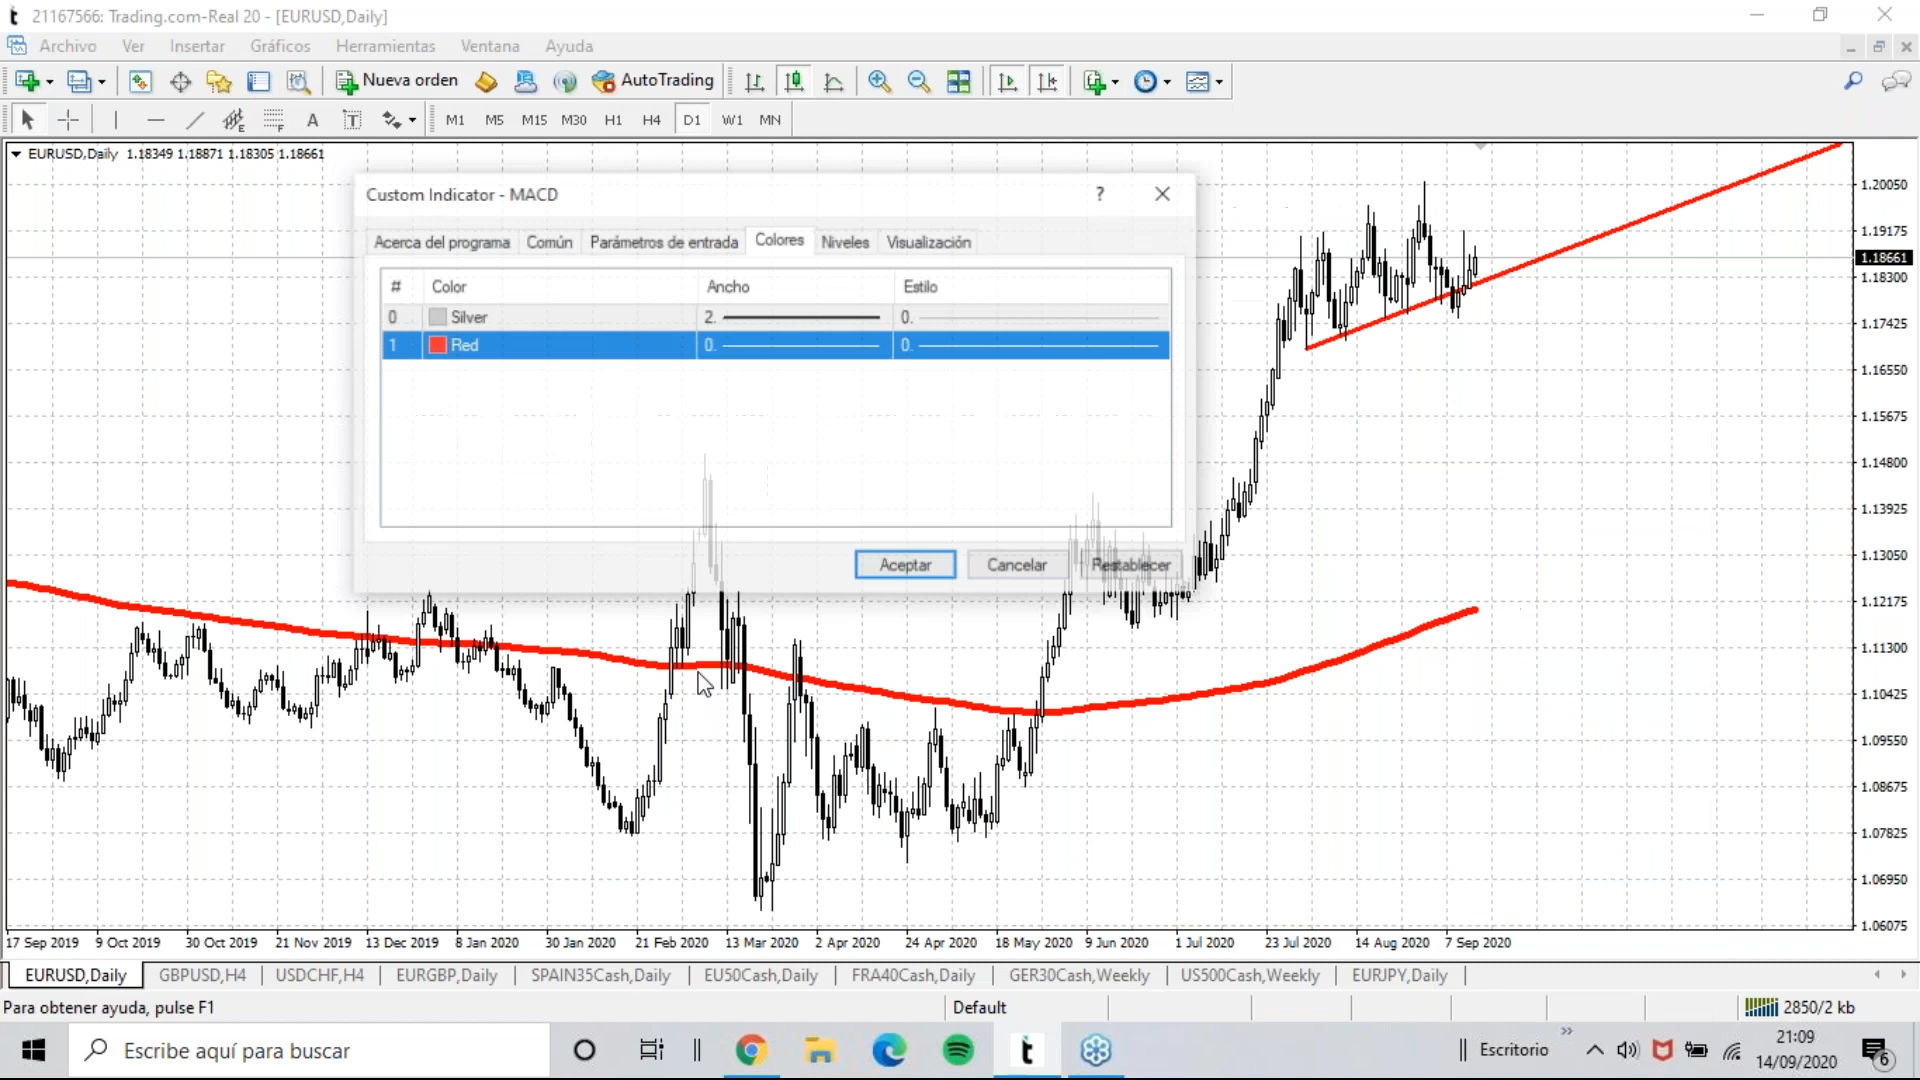 21167566: Trading.com-Real 20 - [EURUSD,Daily]
Archivo Ver Insertar Gráficos Herramientas Ventana Ayuda
Nueva orden AutoTrading
A T M1 M5 M15 M30 H1 H4 D1 W1 MN
EURUSD,Daily 1.18349 1.18871 1.18305 1.18661
Custom Indicator - MACD ?
Acerca del programa Común Parámetros de entrada Colores Niveles Visualización
# Color Ancho Estilo
0 Silver 2. 0.
1 Red 0. 0.
Aceptar Cancelar Restablecer
1.20050
1.19175
1.18661
1.18300
1.17425
1.16550
1.15675
1.14800
1.13925
1.13050
1.12175
1.11300
1.10425
1.09550
1.08675
1.07825
1.06950
1.06075
17 Sep 2019 9 Oct 2019 30 Oct 2019 21 Nov 2019 13 Dec 2019 8 Jan 2020 30 Jan 2020 21 Feb 2020 13 Mar 2020 2 Apr 2020 24 Apr 2020 18 May 2020 9 Jun 2020 1 Jul 2020 23 Jul 2020 14 Aug 2020 7 Sep 2020
EURUSD,Daily GBPUSD,H4 USDCHF,H4 EURGBP,Daily SPAIN35Cash,Daily EU50Cash,Daily FRA40Cash,Daily GER30Cash,Weekly US500Cash,Weekly EURJPY,Daily
Para obtener ayuda, pulse F1 Default 2850/2 kb
Escribe aquí para buscar
Escritorio
21:09
14/09/2020
6